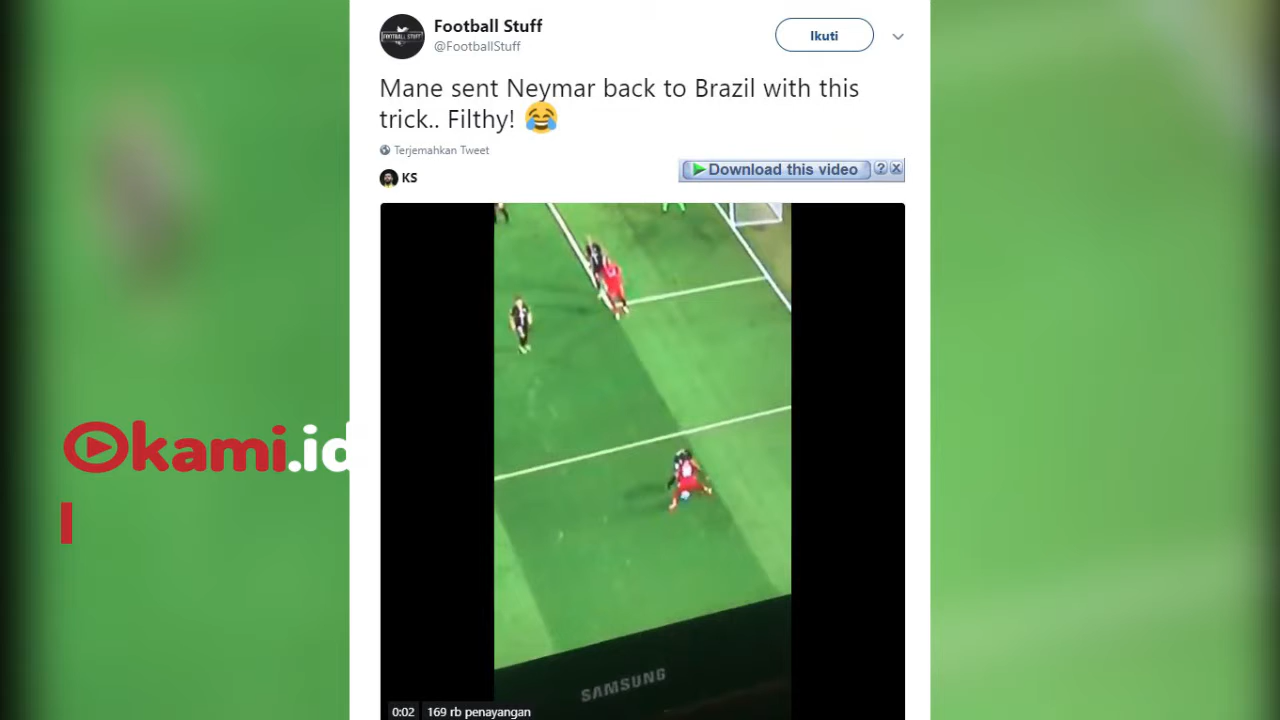 Football Stuff
@FootballStuff
Ikuti
Mane sent Neymar back to Brazil with this
trick.. Filthy! 😂
Terjemahkan Tweet
KS
Download this video
Okami.id
SAMSUNG
0:02 169 rb penayangan